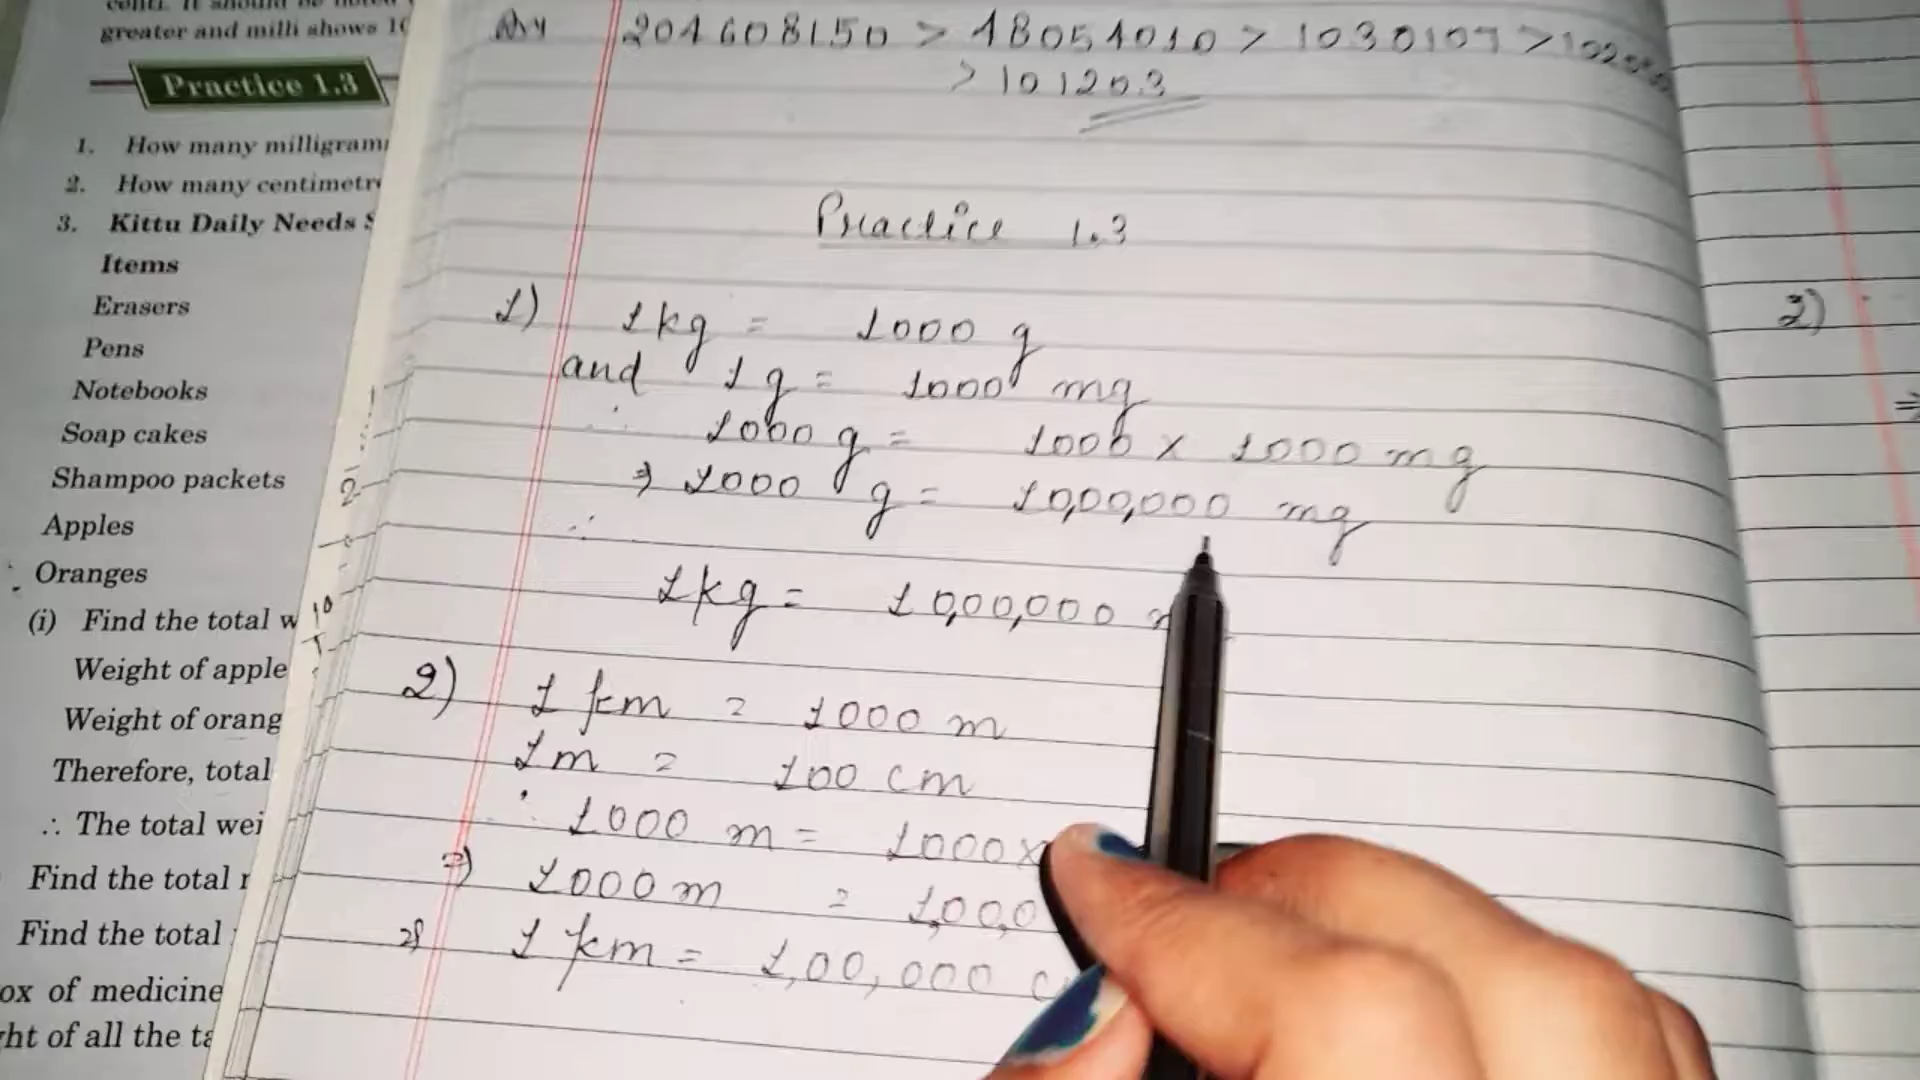 greater and milli shows 10
Practice 1.3
1. How many milligram
2. How many centimetre
3. Kittu Daily Needs S
Items
Erasers
Pens
Notebooks
Soap cakes
Shampoo packets
Apples
Oranges
(i) Find the total w
Weight of apple
Weight of orang
Therefore, total
∴ The total wei
Find the total
Find the total
ox of medicine
ht of all the ta
204608150 > 48054010 > 1030107 >
> 101203
Practice 1.3
1) 1kg = 1000 g
and 1 g = 1000 mg
∴ 1000 g = 1000 x 1000 mg
⇒ 1000 g = 10,00,000 mg
∴
1kg = 10,00,000
2) 1 km = 1000 m
1m = 100 cm
∴ 1000 m = 1000x
⇒ 1000 m = 1,00,0
⇒ 1 km = 1,00,000 c
2)
⇒